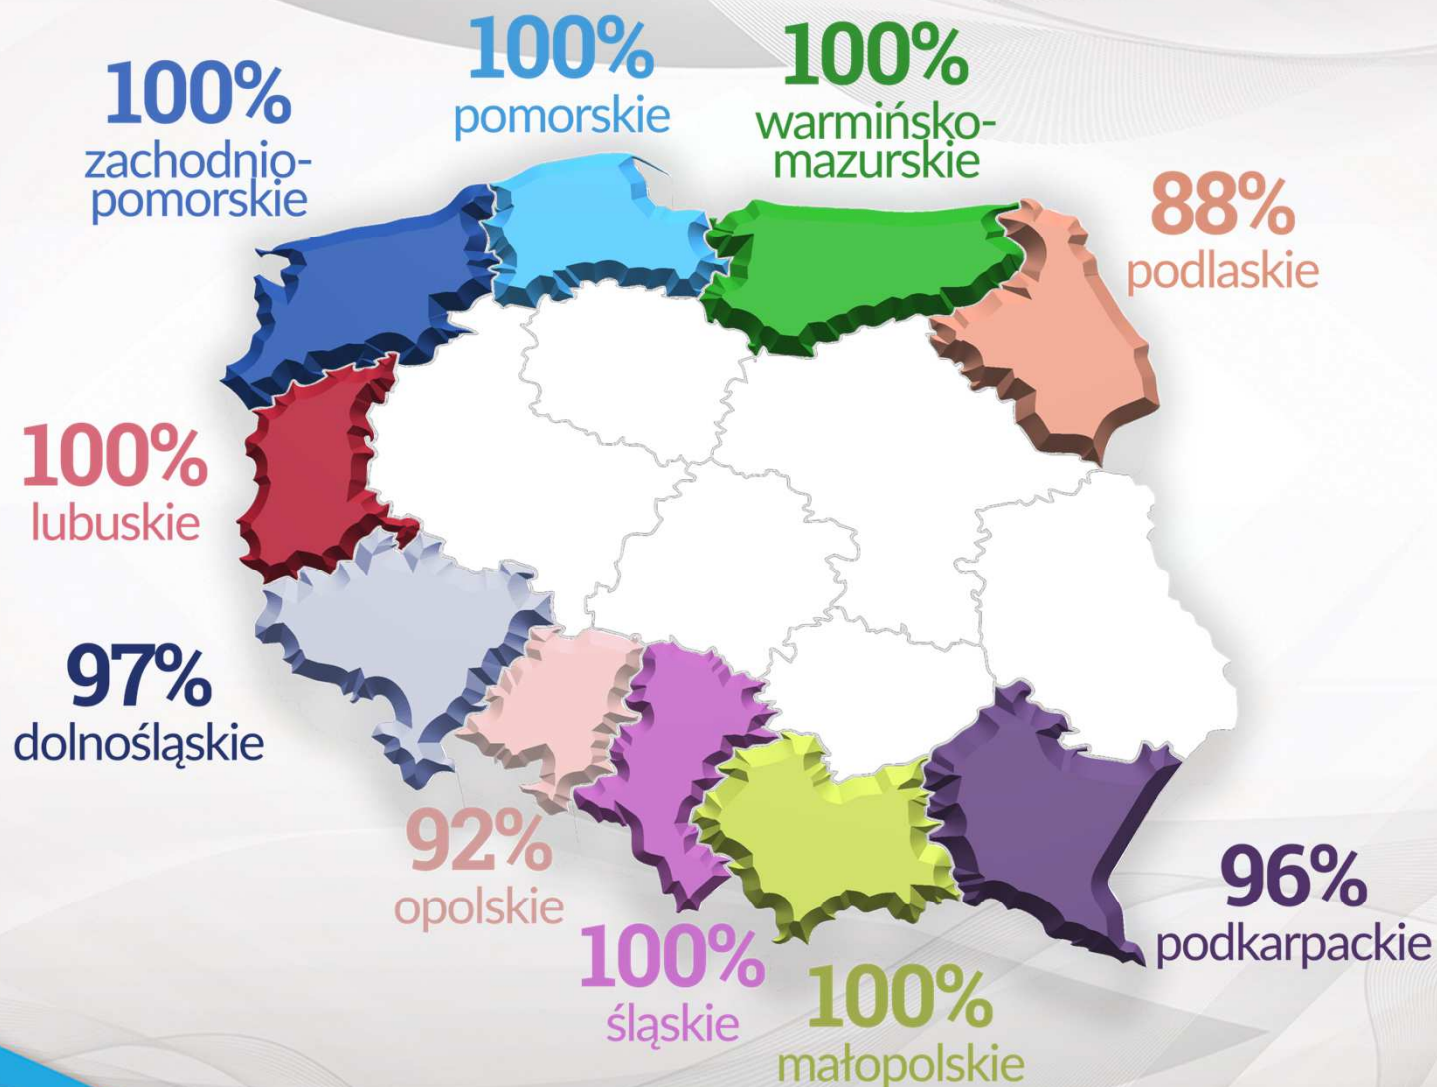 100%
pomorskie
100%
warmińsko-
mazurskie
100%
zachodnio-
pomorskie
88%
podlaskie
100%
lubuskie
97%
dolnośląskie
92%
opolskie
96%
podkarpackie
100%
śląskie
100%
małopolskie